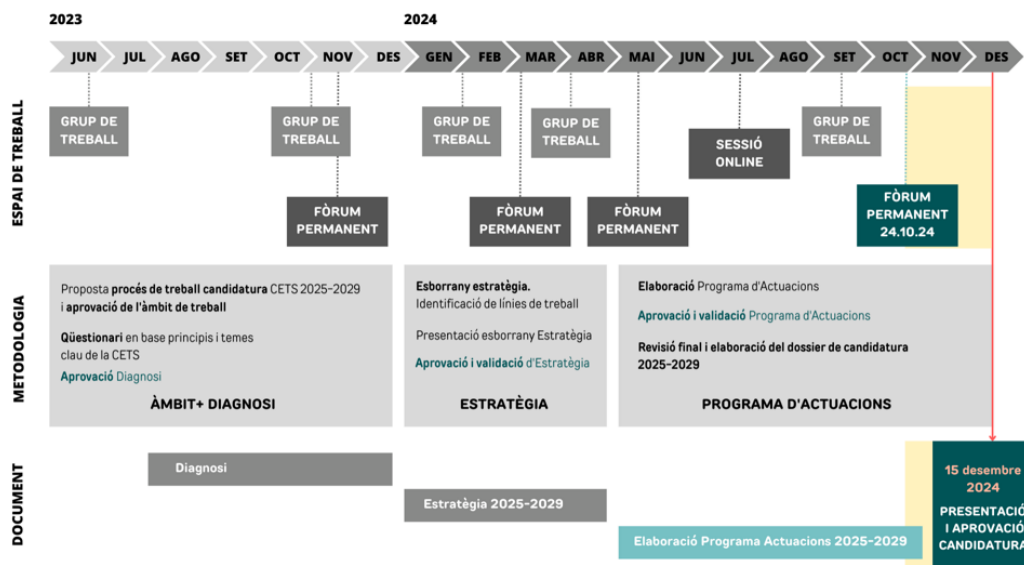 2023
2024
JUN JUL AGO SET OCT NOV DES GEN FEB MAR ABR MAI JUN JUL AGO SET OCT NOV DES
ESPAI DE TREBALL
GRUP DE
TREBALL
GRUP DE
TREBALL
GRUP DE
TREBALL
GRUP DE
TREBALL
SESSIÓ
ONLINE
GRUP DE
TREBALL
FÒRUM
PERMANENT
FÒRUM
PERMANENT
FÒRUM
PERMANENT
FÒRUM
PERMANENT
24.10.24
METODOLOGIA
Proposta procés de treball candidatura CETS 2025-2029
i aprovació de l'àmbit de treball
Qüestionari en base principis i temes
clau de la CETS
Aprovació Diagnosi
ÀMBIT+ DIAGNOSI
Esborrany estratègia.
Identificació de línies de treball
Presentació esborrany Estratègia
Aprovació i validació d'Estratègia
ESTRATÈGIA
Elaboració Programa d'Actuacions
Aprovació i validació Programa d'Actuacions
Revisió final i elaboració del dossier de candidatura
2025-2029
PROGRAMA D'ACTUACIONS
DOCUMENT
Diagnosi
Estratègia 2025-2029
Elaboració Programa Actuacions 2025-2029
15 desembre
2024
PRESENTACIÓ
I APROVACIÓ
CANDIDATURA